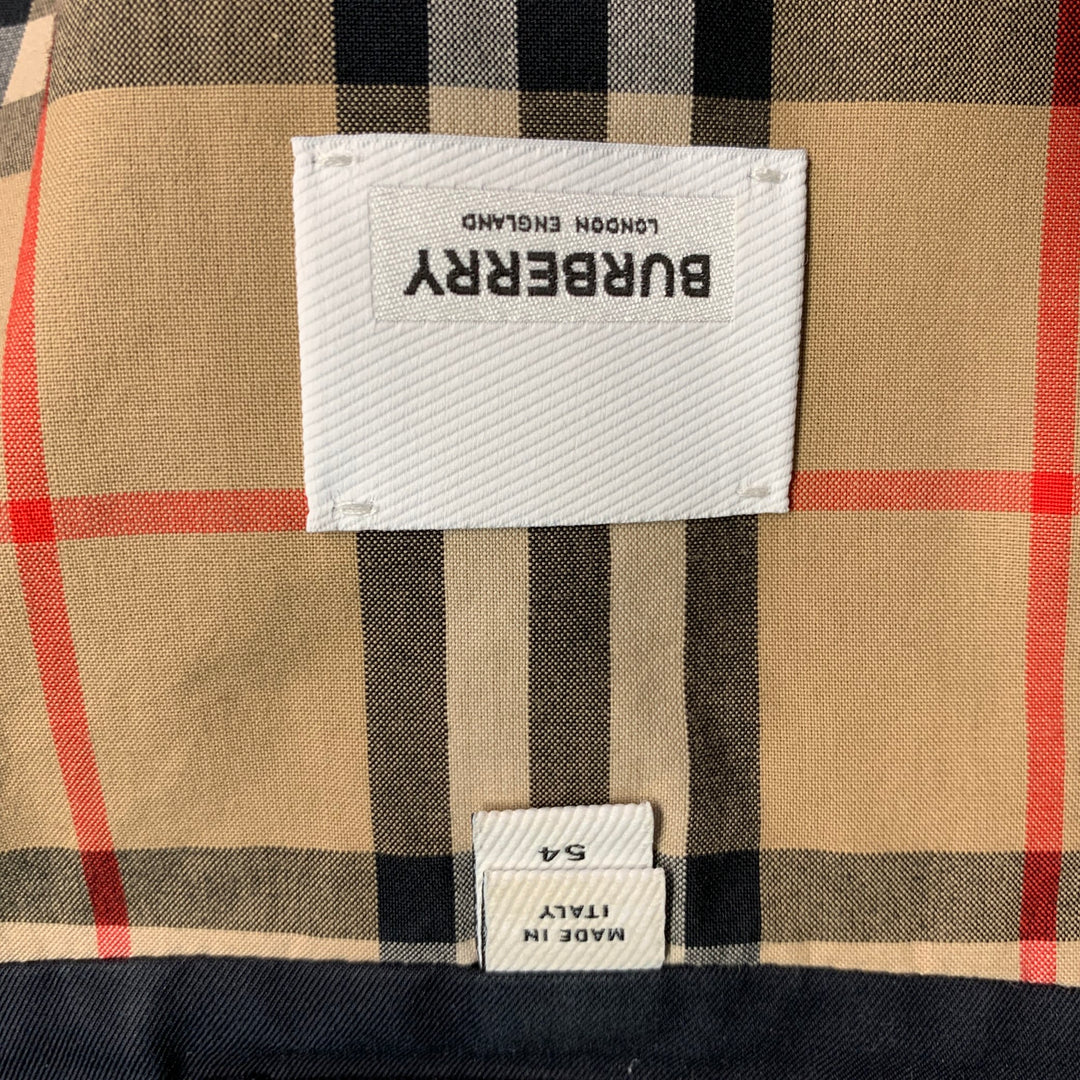 BURBERRY
LONDON ENGLAND
MADE IN
ITALY
54